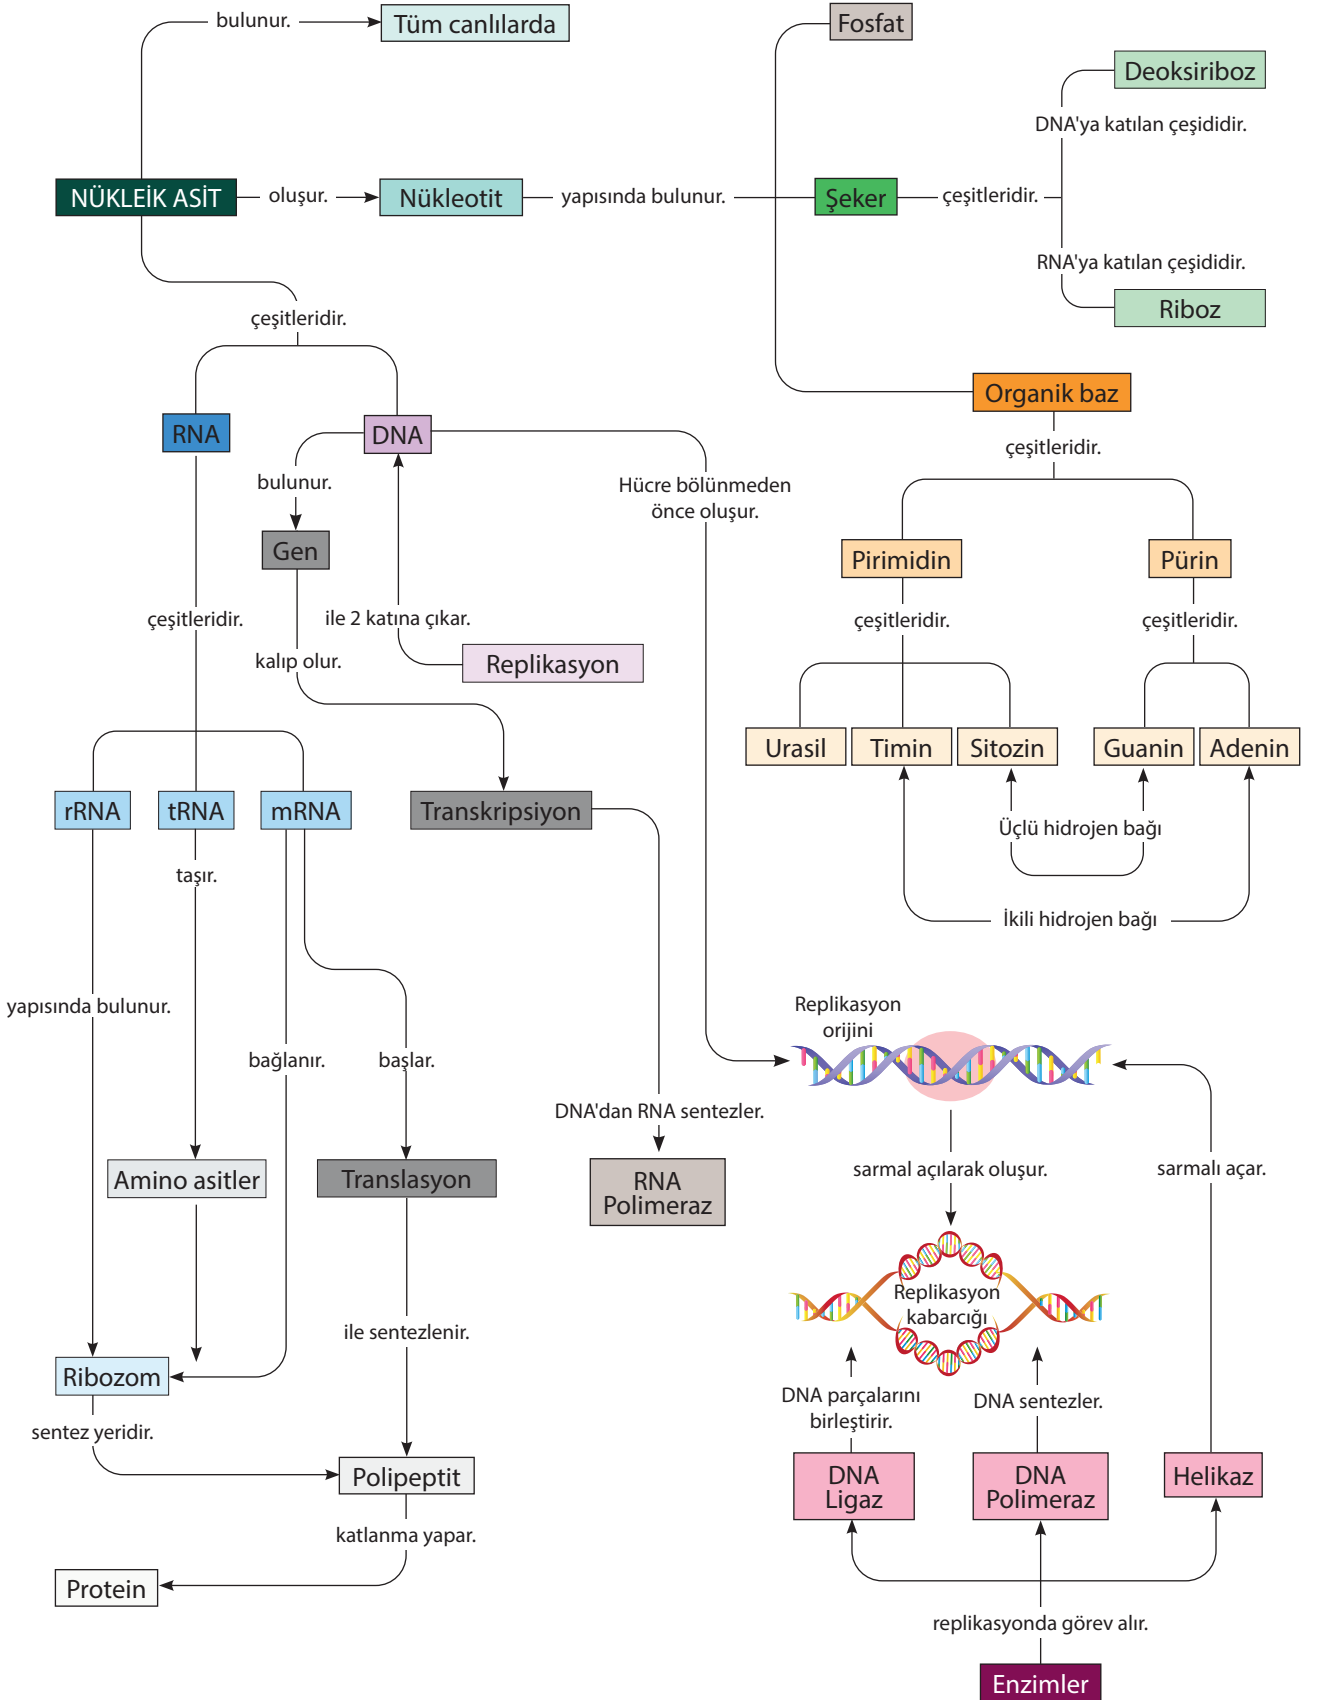 bulunur.
Tüm canlılarda
Fosfat
Deoksiriboz
DNA'ya katılan çeşididir.
NÜKLEİK ASİT
oluşur.
Nükleotit
yapısında bulunur.
Şeker
çeşitleridir.
RNA'ya katılan çeşididir.
Riboz
çeşitleridir.
Organik baz
RNA
DNA
çeşitleridir.
bulunur.
Hücre bölünmeden
önce oluşur.
Gen
Pirimidin
Pürin
çeşitleridir.
ile 2 katına çıkar.
çeşitleridir.
çeşitleridir.
kalıp olur.
Replikasyon
Urasil
Timin
Sitozin
Guanin
Adenin
rRNA
tRNA
mRNA
Transkripsiyon
Üçlü hidrojen bağı
taşır.
İkili hidrojen bağı
yapısında bulunur.
Replikasyon
orijini
bağlanır.
başlar.
DNA'dan RNA sentezler.
sarmal açılarak oluşur.
sarmalı açar.
Amino asitler
Translasyon
RNA
Polimeraz
Replikasyon
kabarcığı
ile sentezlenir.
Ribozom
DNA parçalarını
birleştirir.
DNA sentezler.
sentez yeridir.
Polipeptit
DNA
Ligaz
DNA
Polimeraz
Helikaz
katlanma yapar.
Protein
replikasyonda görev alır.
Enzimler